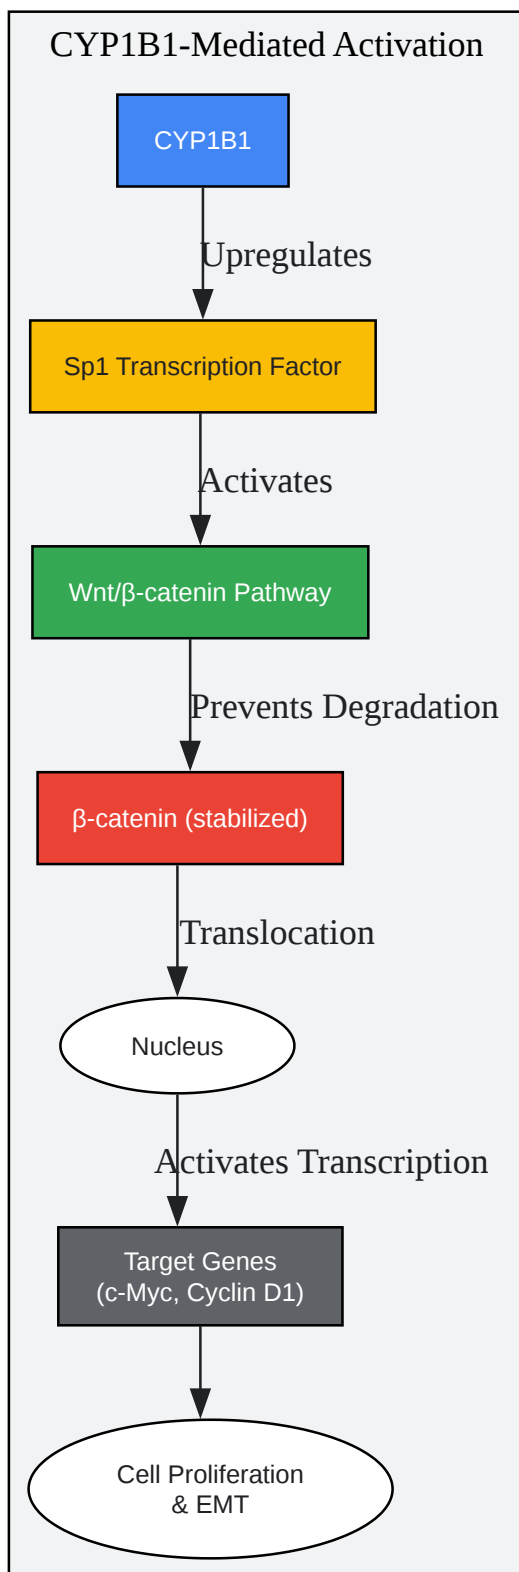 CYP1B1-Mediated Activation
CYP1B1
Upregulates
Sp1 Transcription Factor
Activates
Wnt/β-catenin Pathway
Prevents Degradation
β-catenin (stabilized)
Translocation
Nucleus
Activates Transcription
Target Genes
(c-Myc, Cyclin D1)
Cell Proliferation
& EMT